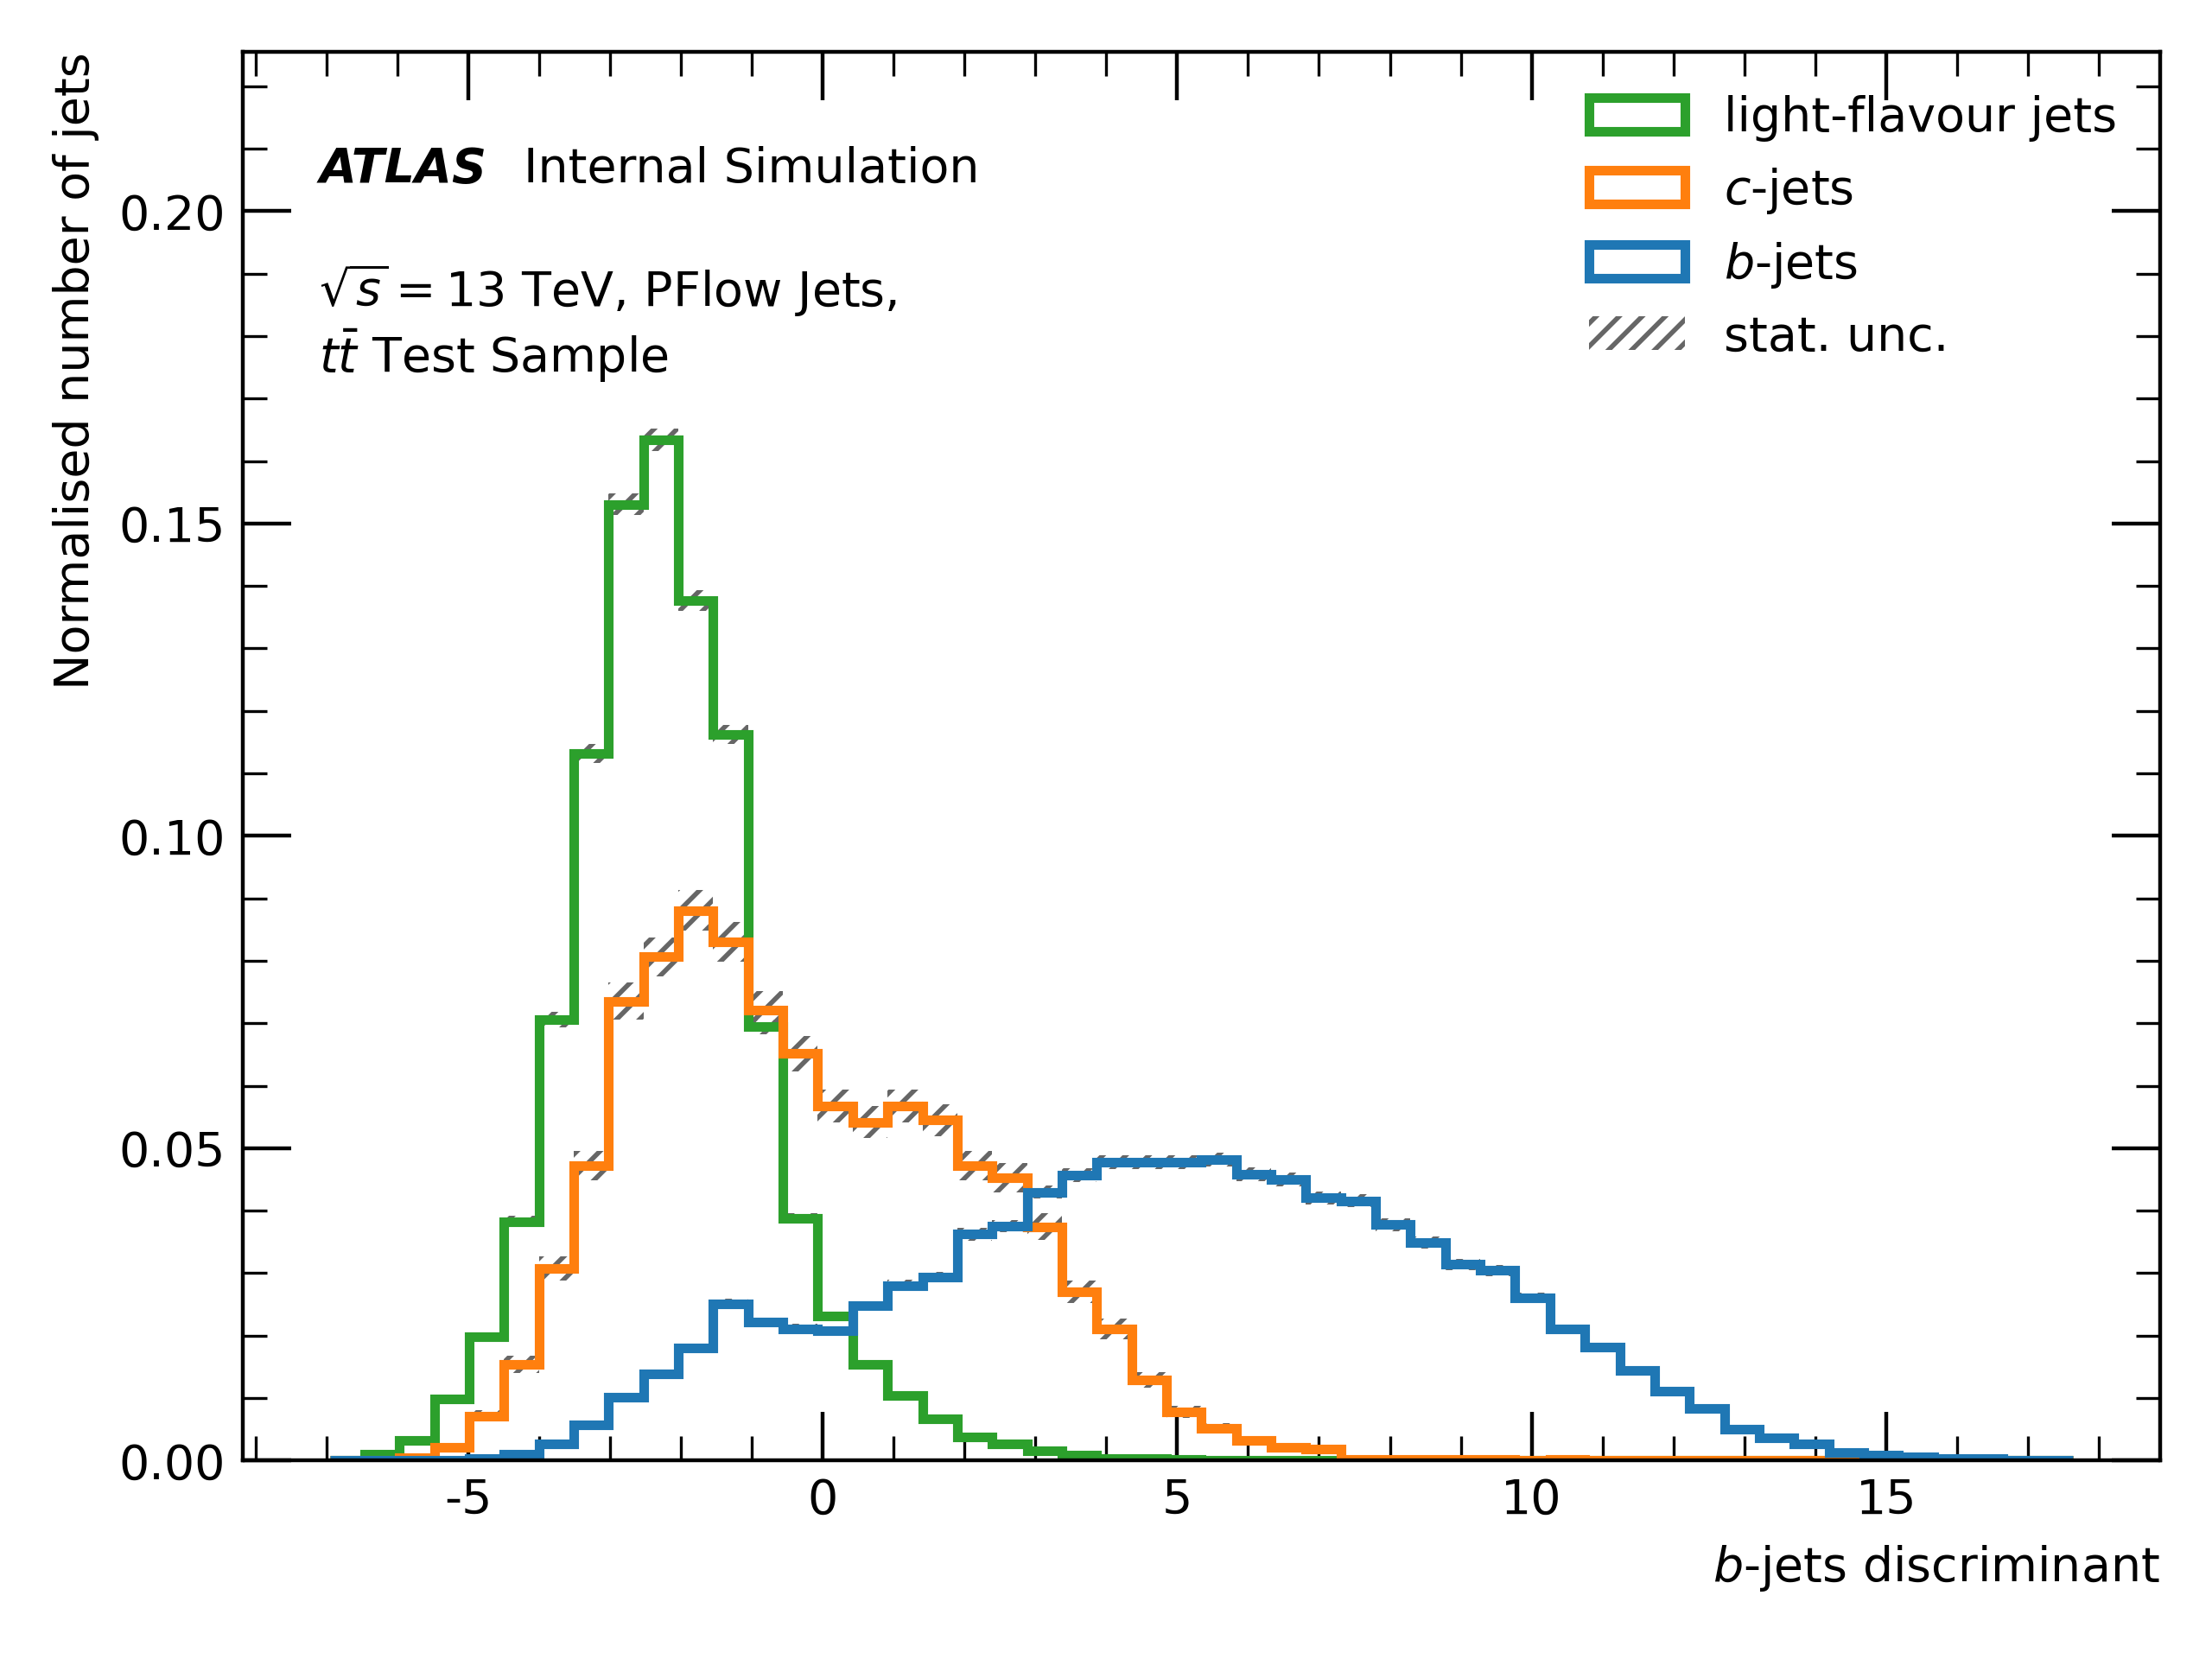 Normalised number of jets
0.20
0.15
0.10
0.05
0.00
ATLAS Internal Simulation
√s = 13 TeV, PFlow Jets,
tt̄ Test Sample
light-flavour jets
c-jets
b-jets
stat. unc.
-5 0 5 10 15
b-jets discriminant